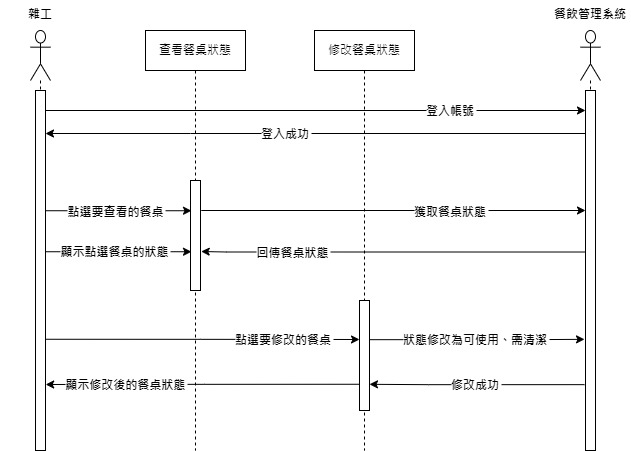 雜工
餐飲管理系統
查看餐桌狀態
修改餐桌狀態
登入帳號
登入成功
點選要查看的餐桌
獲取餐桌狀態
顯示點選餐桌的狀態
回傳餐桌狀態
點選要修改的餐桌
狀態修改為可使用、需清潔
顯示修改後的餐桌狀態
修改成功